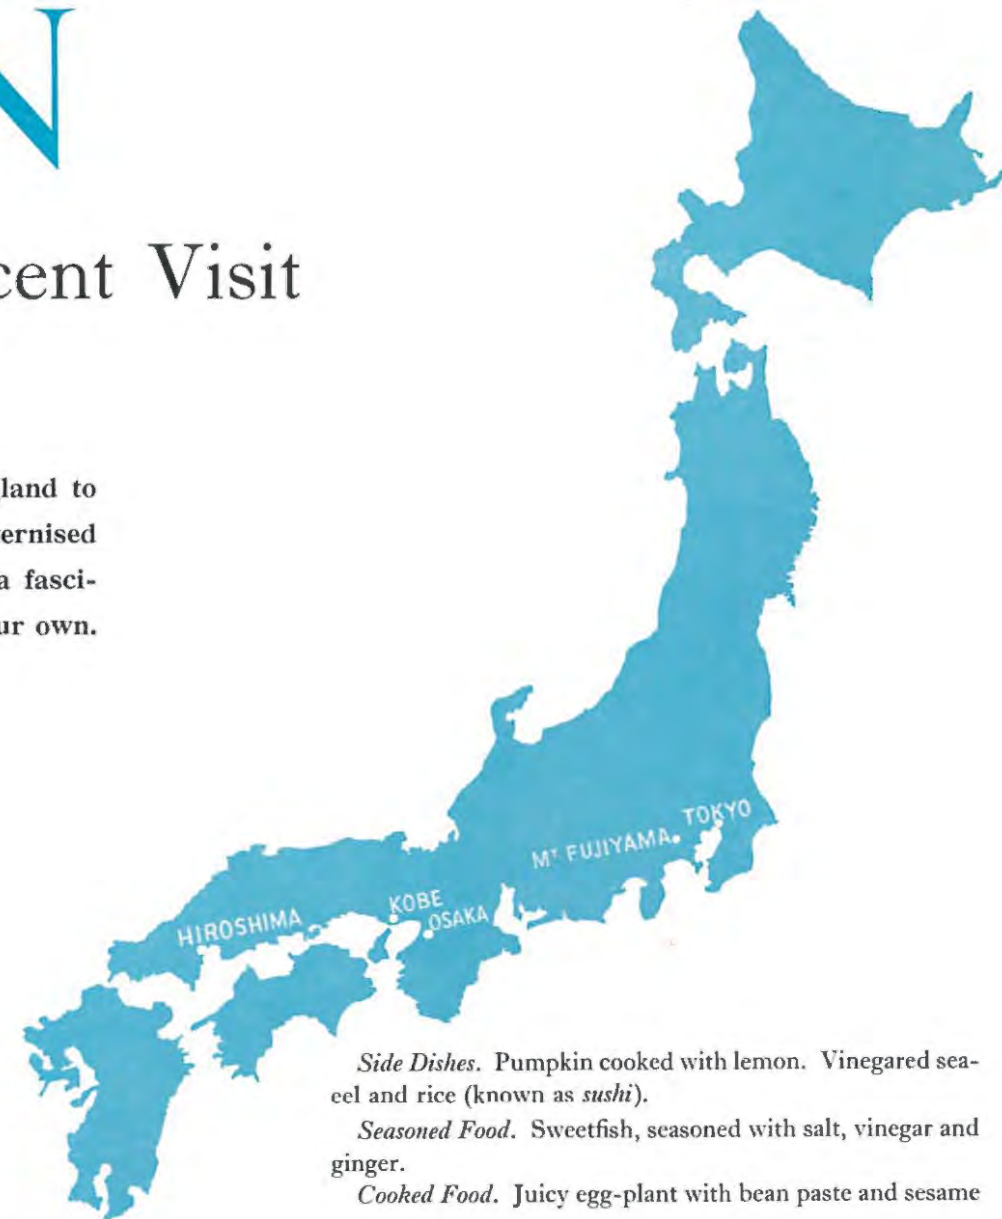 N
cent Visit
land to
ernised
a fasci-
ur own.
TOKYO
Mᵀ FUJIYAMA
KOBE
OSAKA
HIROSHIMA
Side Dishes. Pumpkin cooked with lemon. Vinegared sea-
eel and rice (known as sushi).
Seasoned Food. Sweetfish, seasoned with salt, vinegar and
ginger.
Cooked Food. Juicy egg-plant with bean paste and sesame